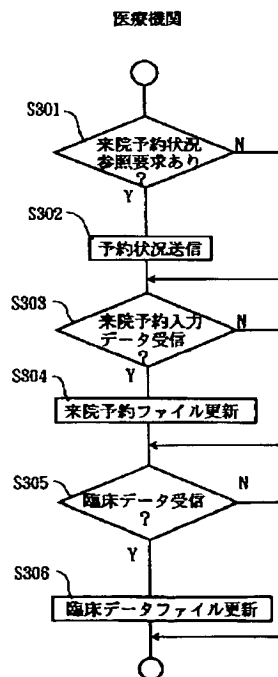 医療機関
S301
来院予約状況
参照要求あり
?
N
Y
S302
予約状況送信
S303
来院予約入力
データ受信
?
N
Y
S304
来院予約ファイル更新
S305
臨床データ受信
?
N
Y
S306
臨床データファイル更新